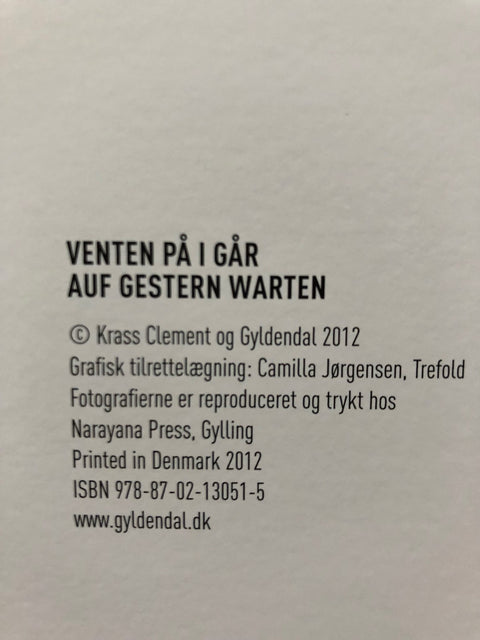 VENTEN PÅ I GÅR
AUF GESTERN WARTEN
© Krass Clement og Gyldendal 2012
Grafisk tilrettelægning: Camilla Jørgensen, Trefold
Fotografierne er reproduceret og trykt hos
Narayana Press, Gylling
Printed in Denmark 2012
ISBN 978-87-02-13051-5
www.gyldendal.dk